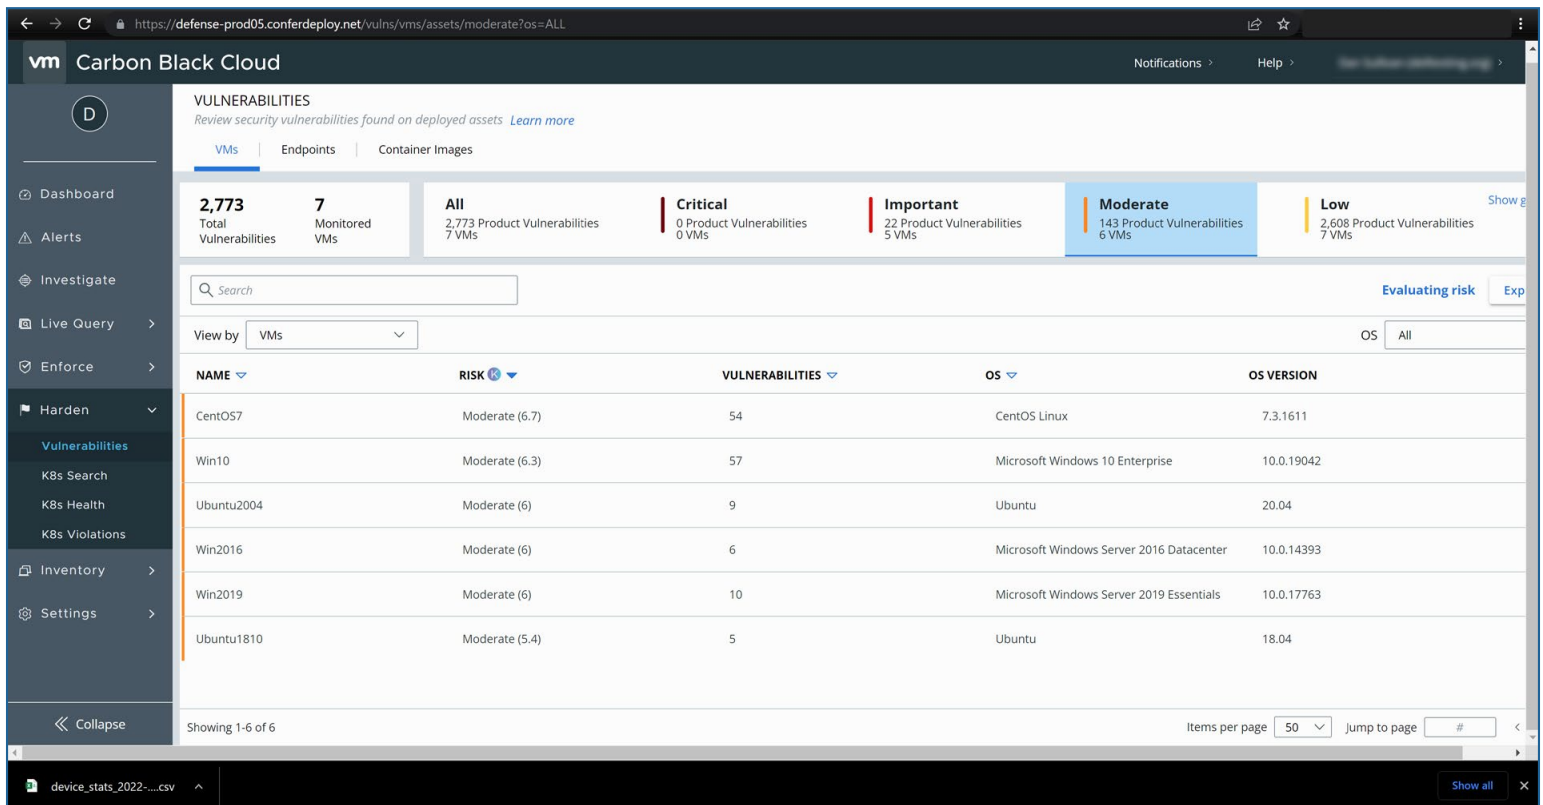 https://defense-prod05.conferdeploy.net/vulns/vms/assets/moderate?os=ALL
vm Carbon Black Cloud
Notifications
Help
D
VULNERABILITIES
Review security vulnerabilities found on deployed assets Learn more
VMs Endpoints Container Images
Dashboard
Alerts
Investigate
Live Query
Enforce
Harden
Vulnerabilities
K8s Search
K8s Health
K8s Violations
Inventory
Settings
Collapse
2,773
Total
Vulnerabilities
7
Monitored
VMs
All
2,773 Product Vulnerabilities
7 VMs
Critical
0 Product Vulnerabilities
0 VMs
Important
22 Product Vulnerabilities
5 VMs
Moderate
143 Product Vulnerabilities
6 VMs
Low
2,608 Product Vulnerabilities
7 VMs
Show g
Search
Evaluating risk Exp
View by VMs
OS All
NAME RISK K VULNERABILITIES OS OS VERSION
CentOS7 Moderate (6.7) 54 CentOS Linux 7.3.1611
Win10 Moderate (6.3) 57 Microsoft Windows 10 Enterprise 10.0.19042
Ubuntu2004 Moderate (6) 9 Ubuntu 20.04
Win2016 Moderate (6) 6 Microsoft Windows Server 2016 Datacenter 10.0.14393
Win2019 Moderate (6) 10 Microsoft Windows Server 2019 Essentials 10.0.17763
Ubuntu1810 Moderate (5.4) 5 Ubuntu 18.04
Showing 1-6 of 6
Items per page 50 Jump to page #
device_stats_2022-....csv
Show all